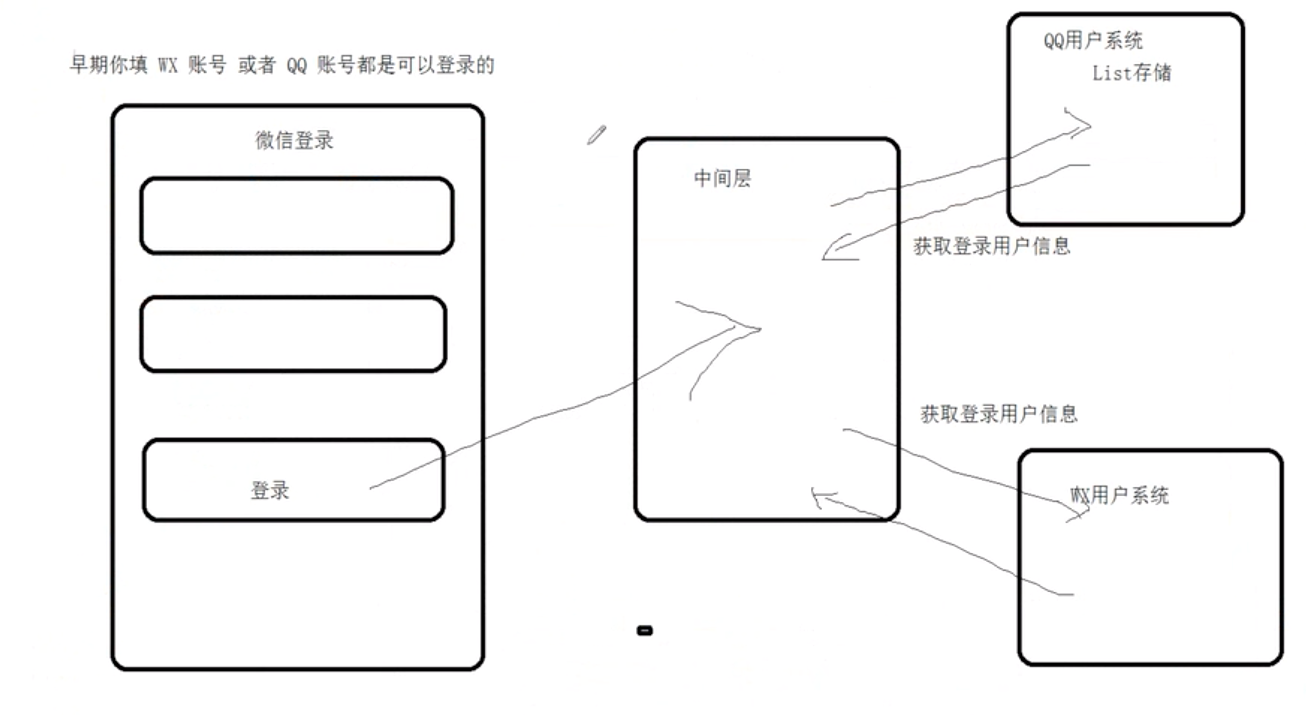 早期你填 WX 账号 或者 QQ 账号都是可以登录的
微信登录
登录
中间层
QQ用户系统
List存储
获取登录用户信息
获取登录用户信息
WX用户系统